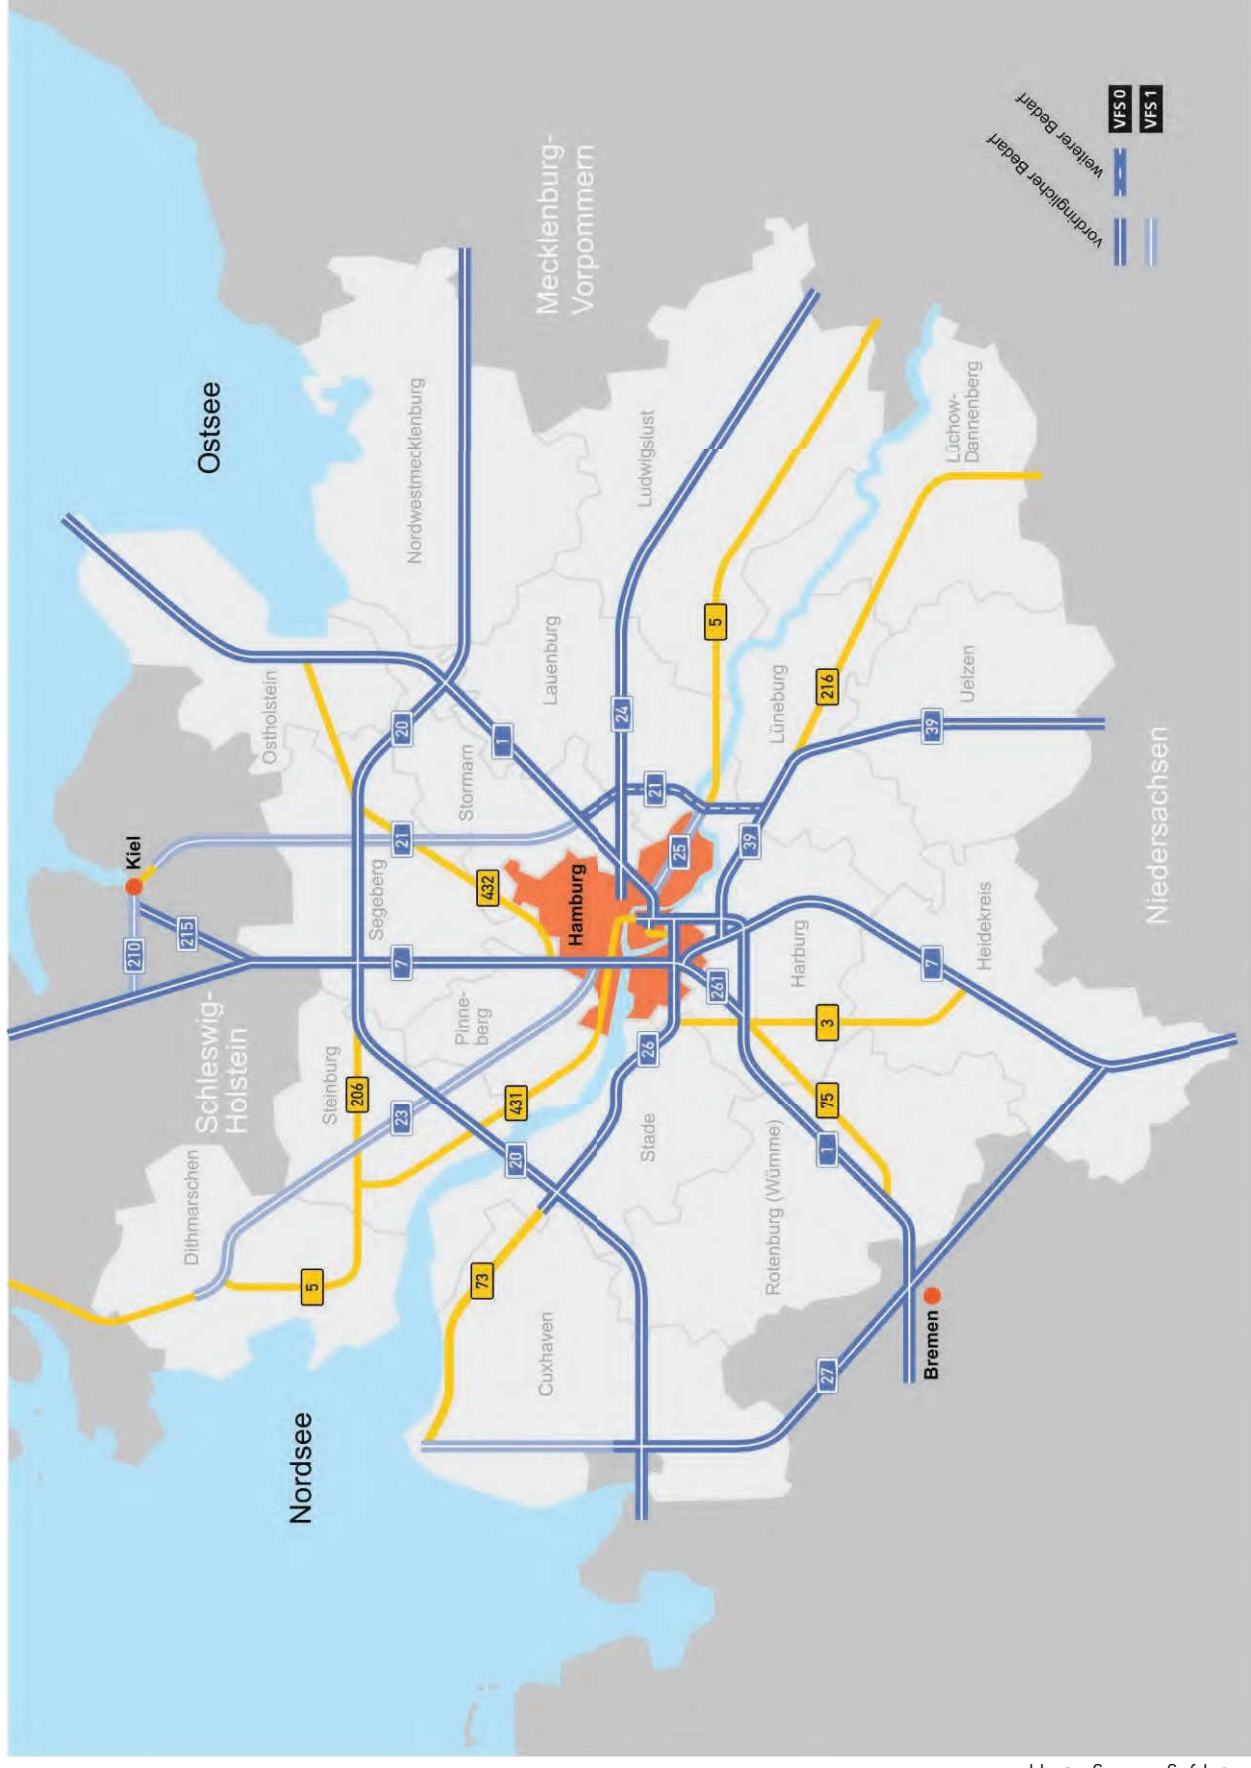 Ostsee
Nordsee
Kiel
Hamburg
Bremen
Schleswig-
Holstein
Mecklenburg-
Vorpommern
Niedersachsen
Dithmarschen
Steinburg
Pinne-
berg
Segeberg
Ostholstein
Stormarn
Lauenburg
Nordwestmecklenburg
Ludwigslust
Cuxhaven
Stade
Rotenburg (Wümme)
Harburg
Heidekreis
Lüneburg
Uelzen
Lüchow-
Dannenberg
210
215
5
206
23
7
21
20
432
431
20
1
73
26
24
21
25
5
39
261
216
3
75
1
7
39
27
vordringlicher Bedarf
weiterer Bedarf
VFS 0
VFS 1